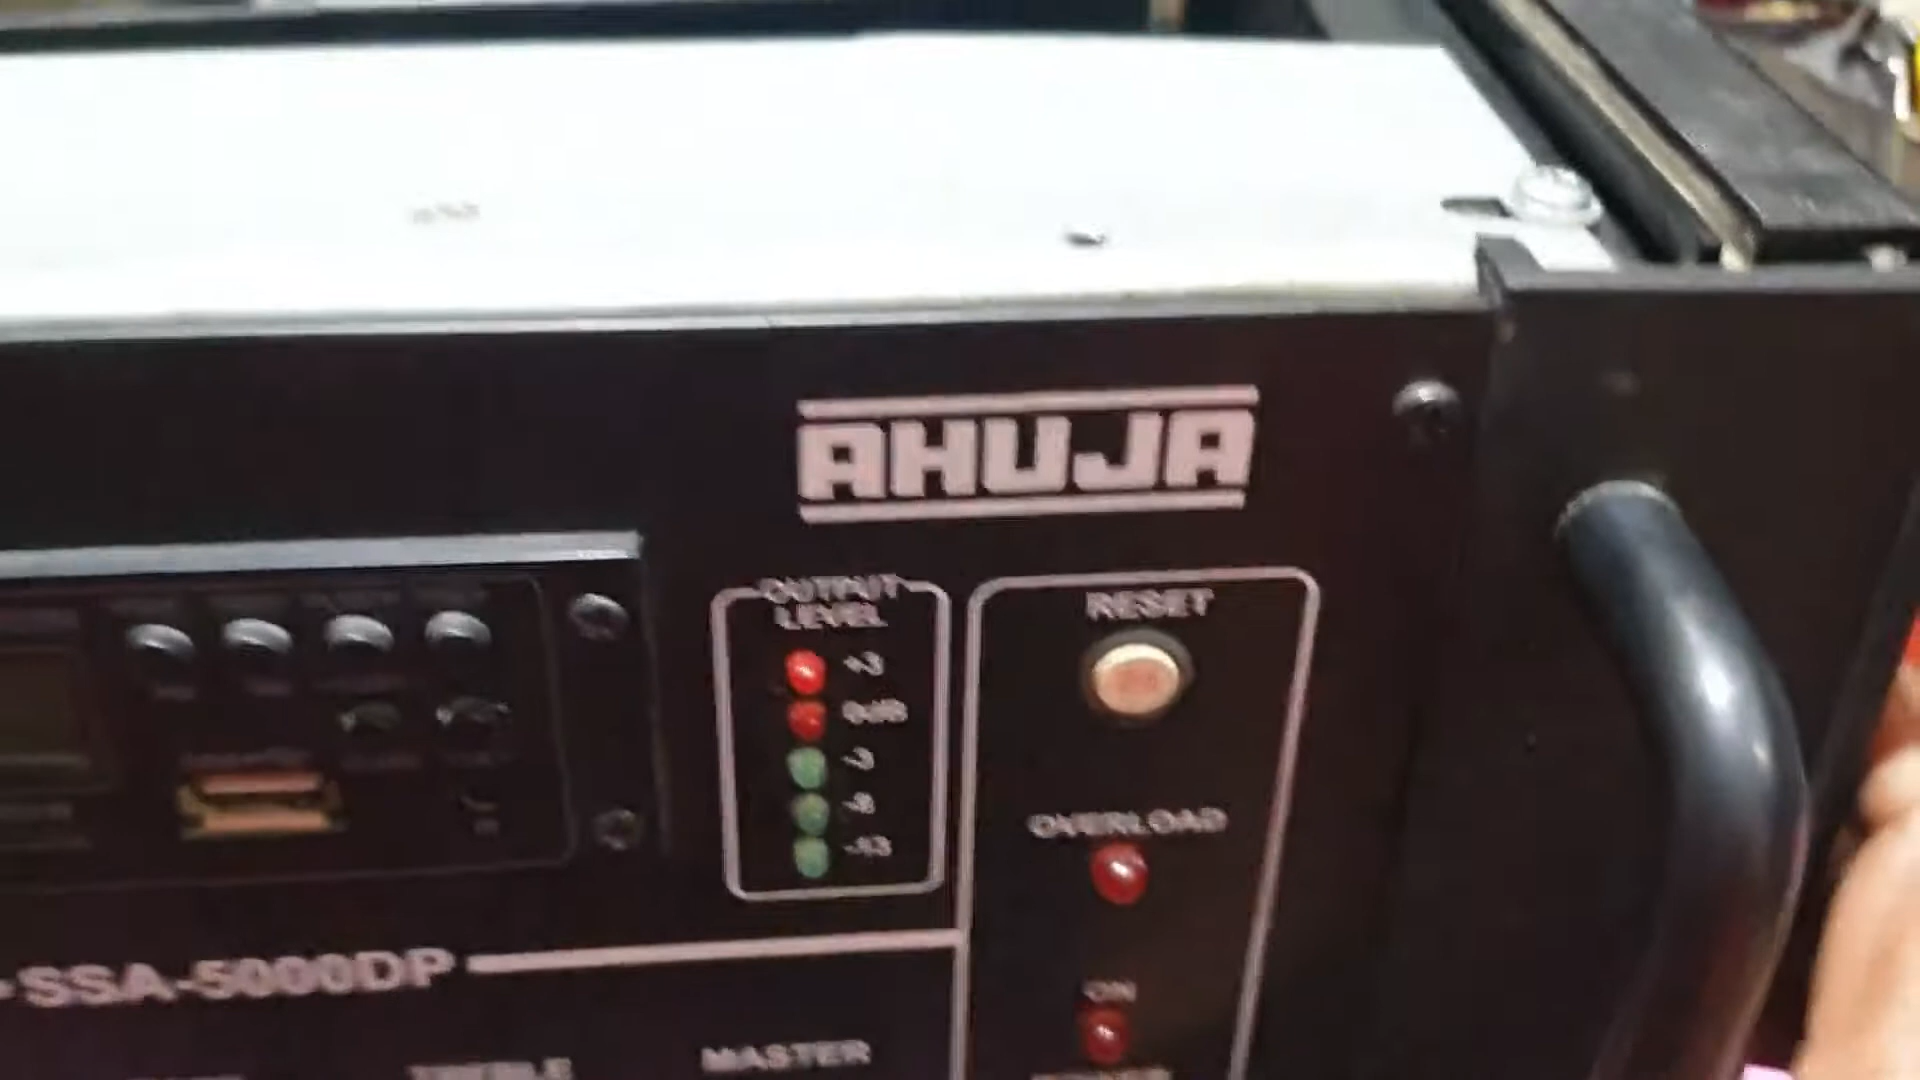 AHUJA
OUTPUT
LEVEL
+3
0dB
-3
-8
-13
RESET
OVERLOAD
ON
SSA-5000DP
TREBLE
MASTER